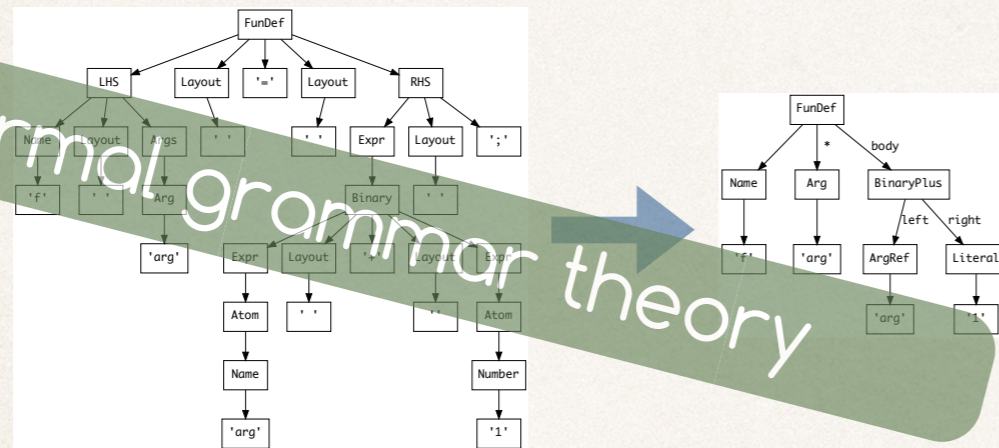 FunDef
LHS Layout '=' Layout RHS
Name Layout Args ' ' ' ' Expr Layout ';'
'f' ' ' Arg Binary ' '
'arg' Expr Layout '+' Layout Expr
Atom ' ' '' Atom
Name Number
'arg' '1'
FunDef
* body
Name Arg BinaryPlus
left right
'f' 'arg' ArgRef Literal
'arg' '1'
rmal grammar theory